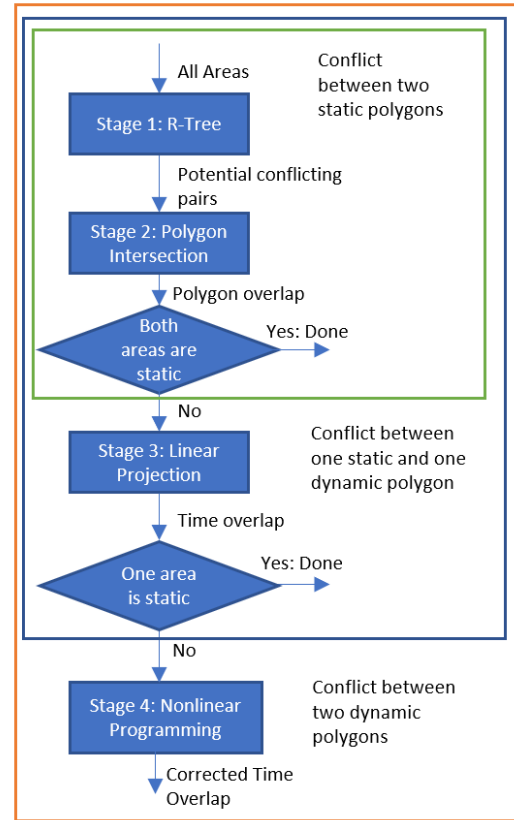 All Areas
Conflict
between two
static polygons
Stage 1: R-Tree
Potential conflicting
pairs
Stage 2: Polygon
Intersection
Polygon overlap
Both
areas are
static
Yes: Done
No
Stage 3: Linear
Projection
Conflict between
one static and one
dynamic polygon
Time overlap
One area
is static
Yes: Done
No
Stage 4: Nonlinear
Programming
Conflict between
two dynamic
polygons
Corrected Time
Overlap